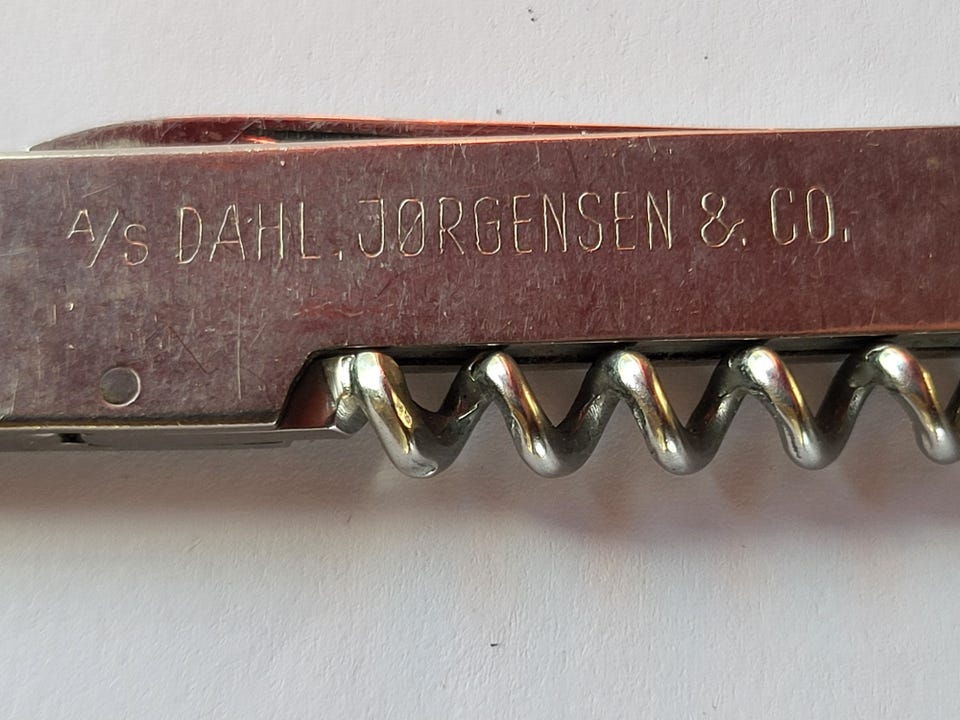 A/S DAHL. JØRGENSEN & CO.